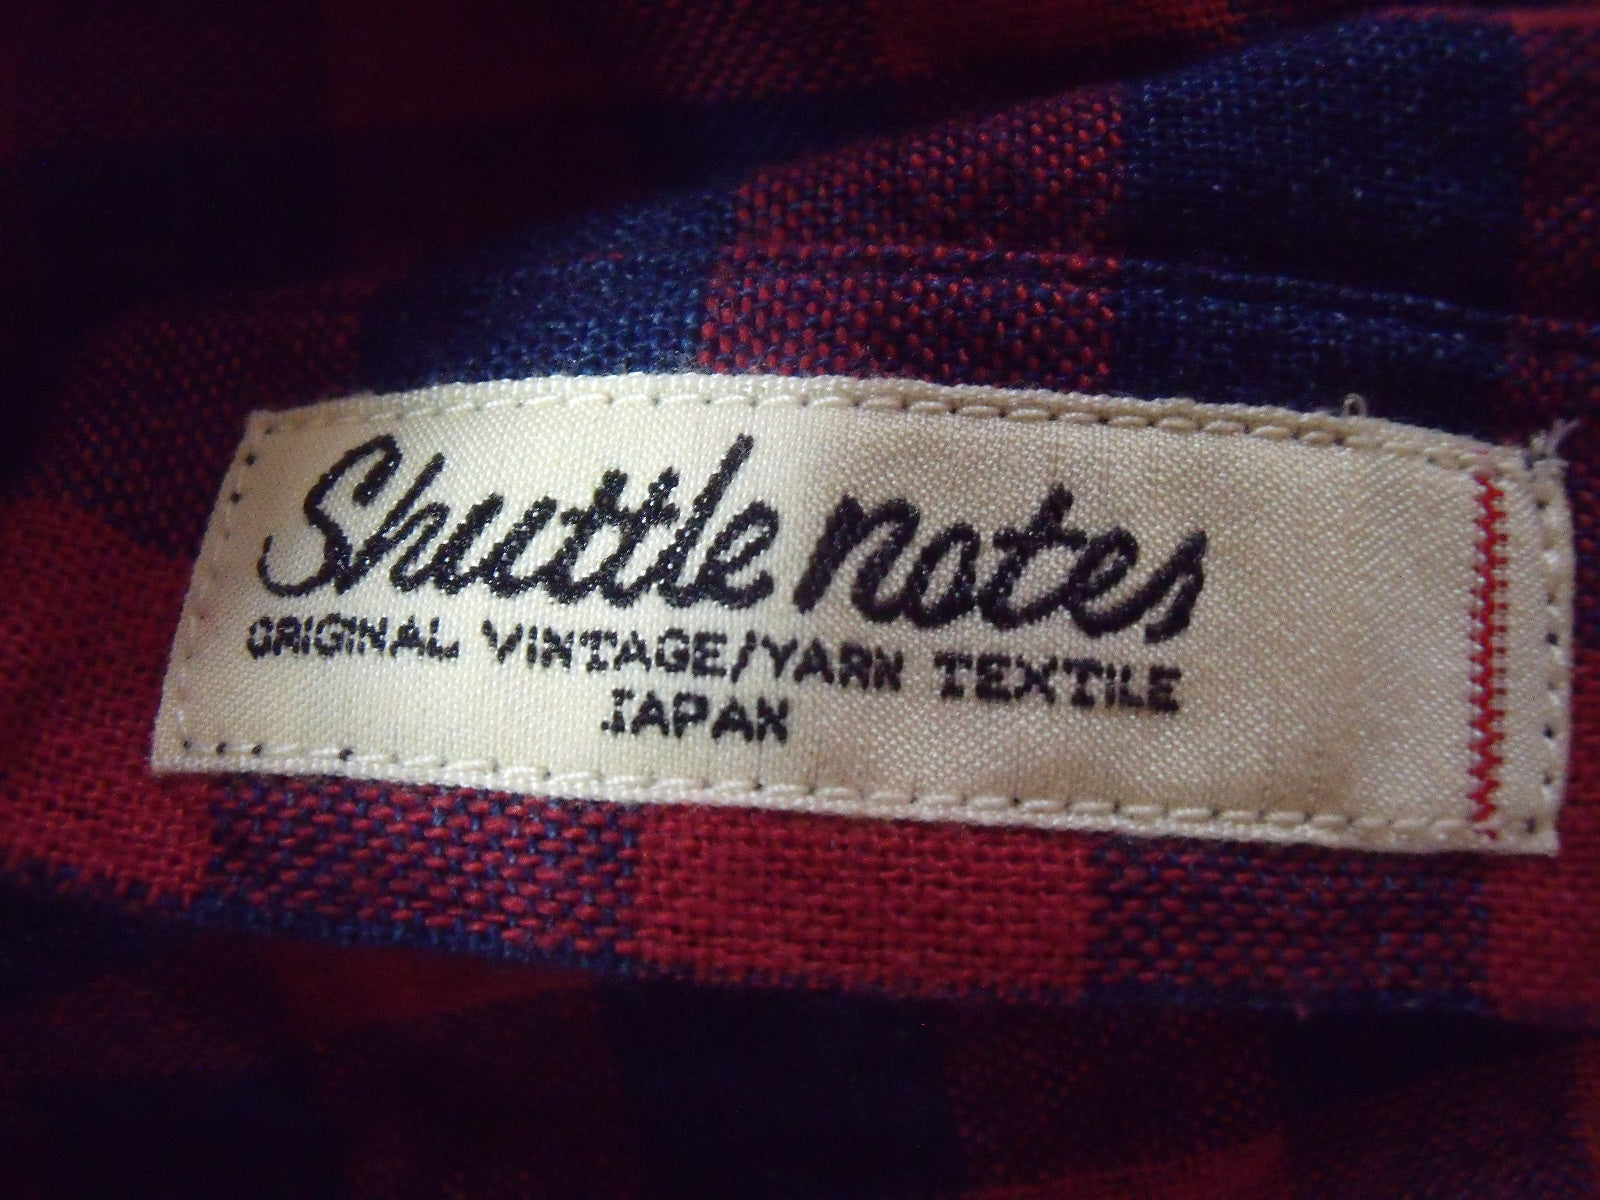 Shuttle notes
ORIGINAL VINTAGE/YARN TEXTILE
JAPAN